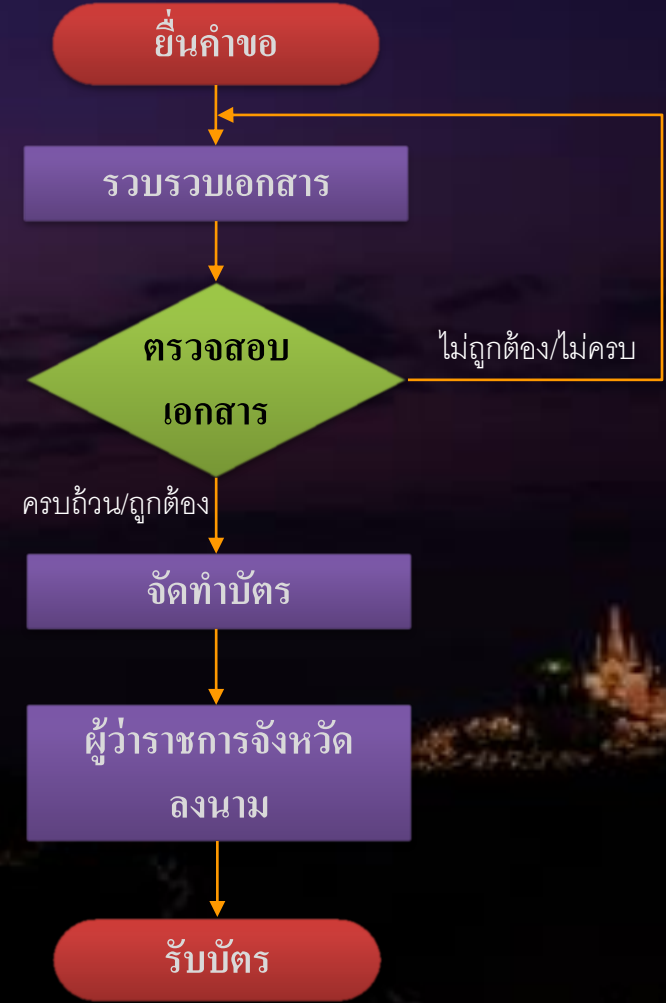 ยื่นคำขอ
รวบรวบเอกสาร
ตรวจสอบ
เอกสาร
ไม่ถูกต้อง/ไม่ครบ
ครบถ้วน/ถูกต้อง
จัดทำบัตร
ผู้ว่าราชการจังหวัด
ลงนาม
รับบัตร